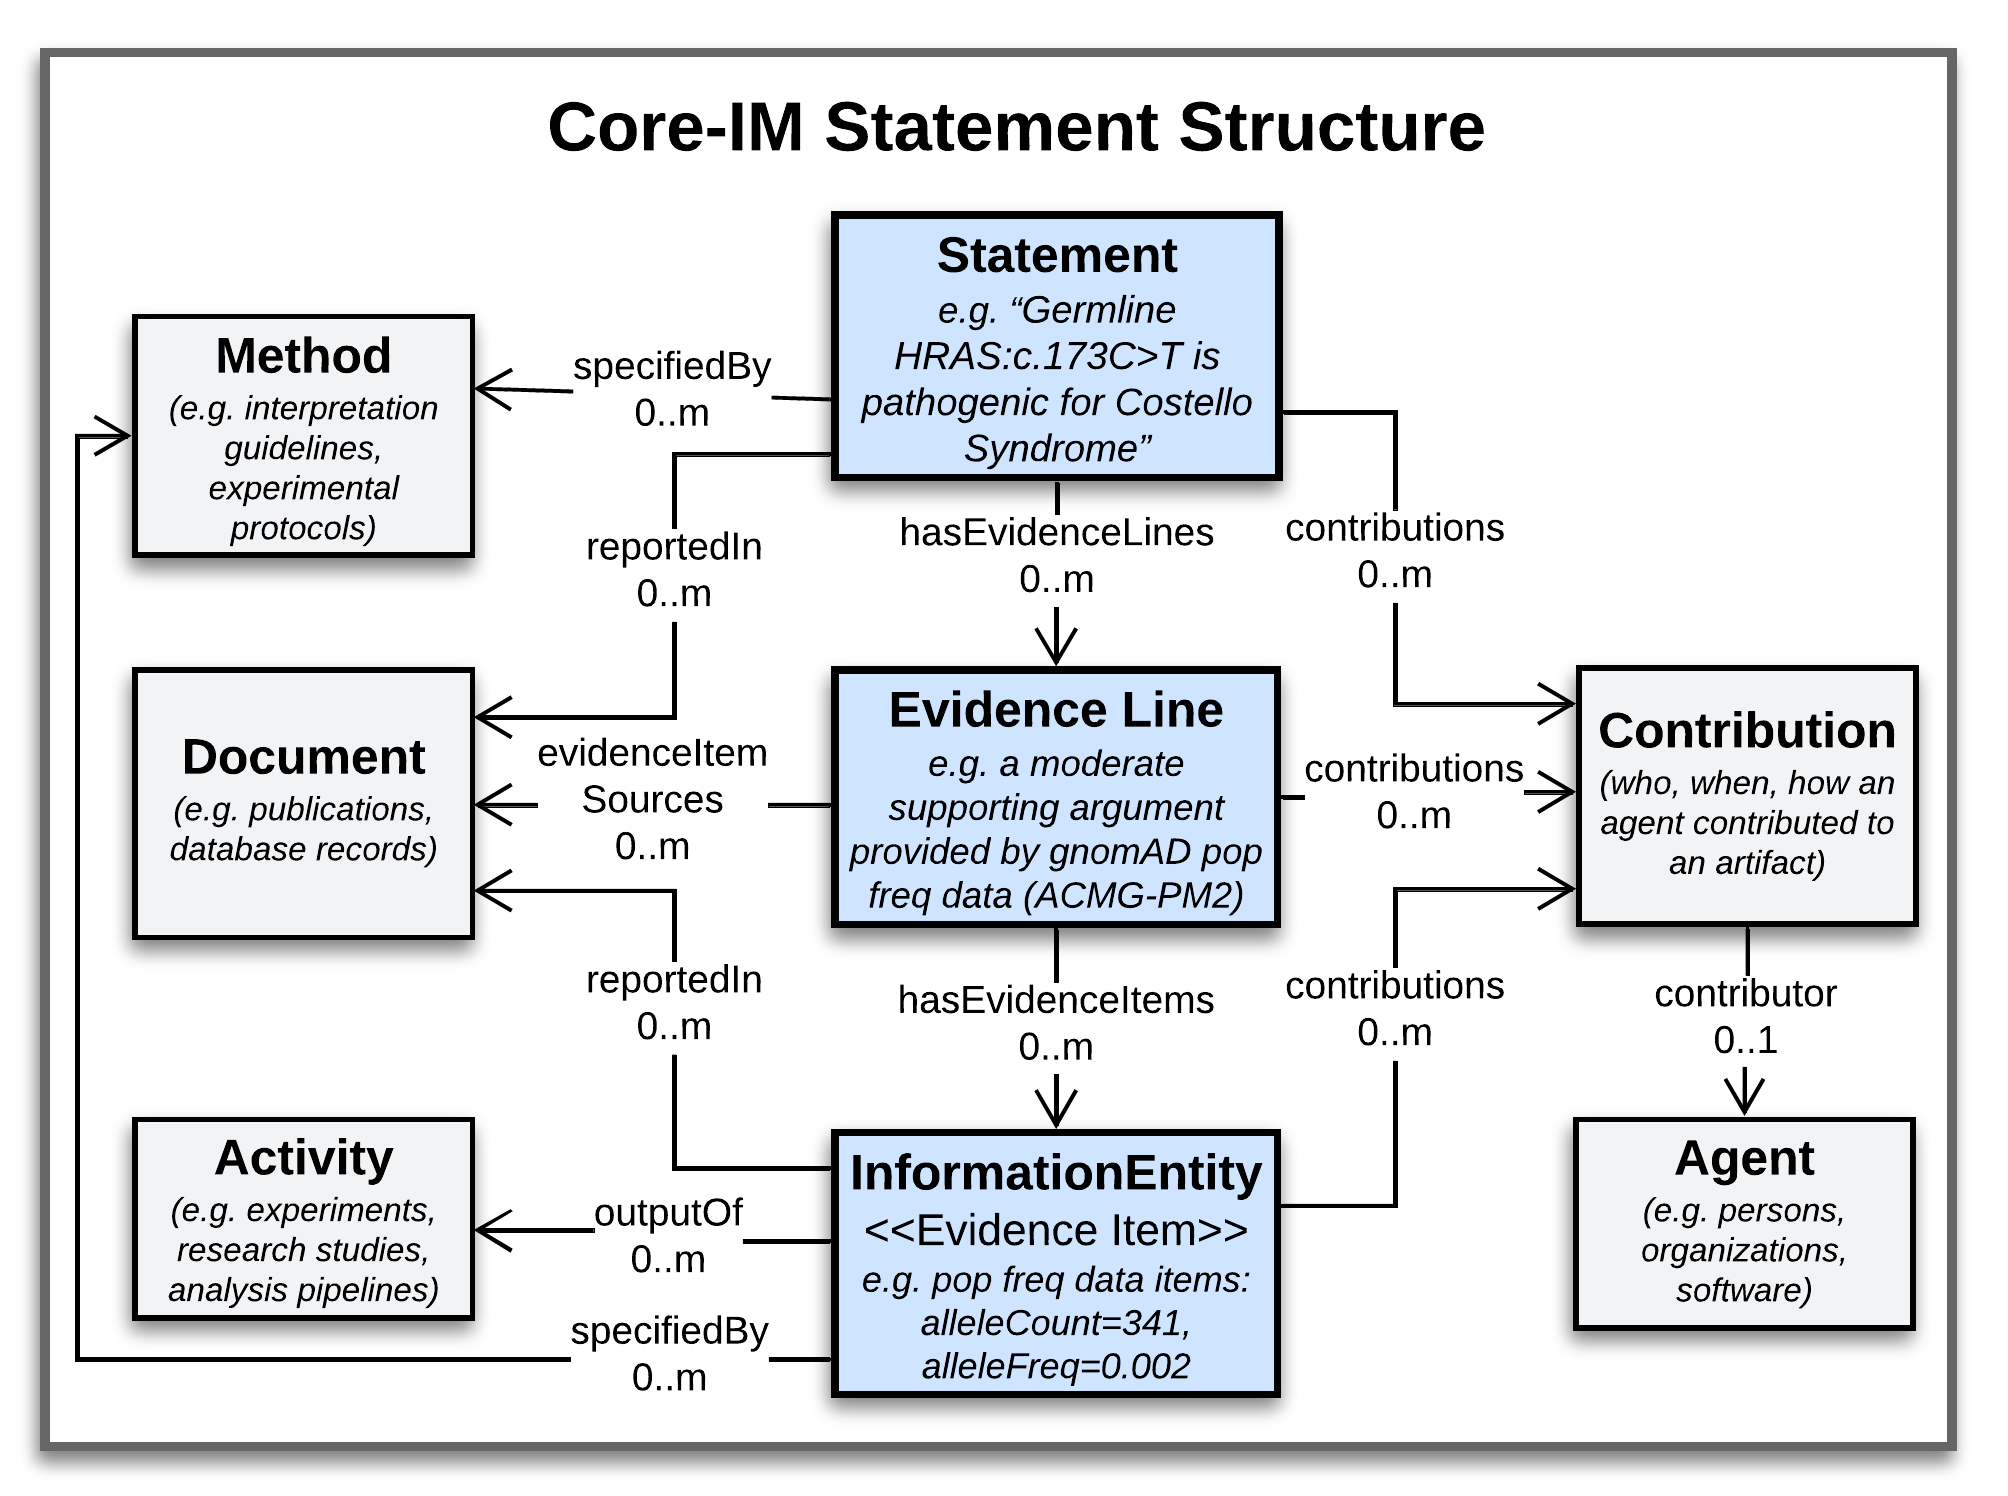 Core-IM Statement Structure
Statement
e.g. “Germline
HRAS:c.173C>T is
pathogenic for Costello
Syndrome”
Method
(e.g. interpretation
guidelines,
experimental
protocols)
specifiedBy
0..m
reportedIn
0..m
hasEvidenceLines
0..m
contributions
0..m
Document
(e.g. publications,
database records)
evidenceItem
Sources
0..m
Evidence Line
e.g. a moderate
supporting argument
provided by gnomAD pop
freq data (ACMG-PM2)
contributions
0..m
Contribution
(who, when, how an
agent contributed to
an artifact)
reportedIn
0..m
hasEvidenceItems
0..m
contributions
0..m
contributor
0..1
Activity
(e.g. experiments,
research studies,
analysis pipelines)
outputOf
0..m
specifiedBy
0..m
InformationEntity
<<Evidence Item>>
e.g. pop freq data items:
alleleCount=341,
alleleFreq=0.002
Agent
(e.g. persons,
organizations,
software)